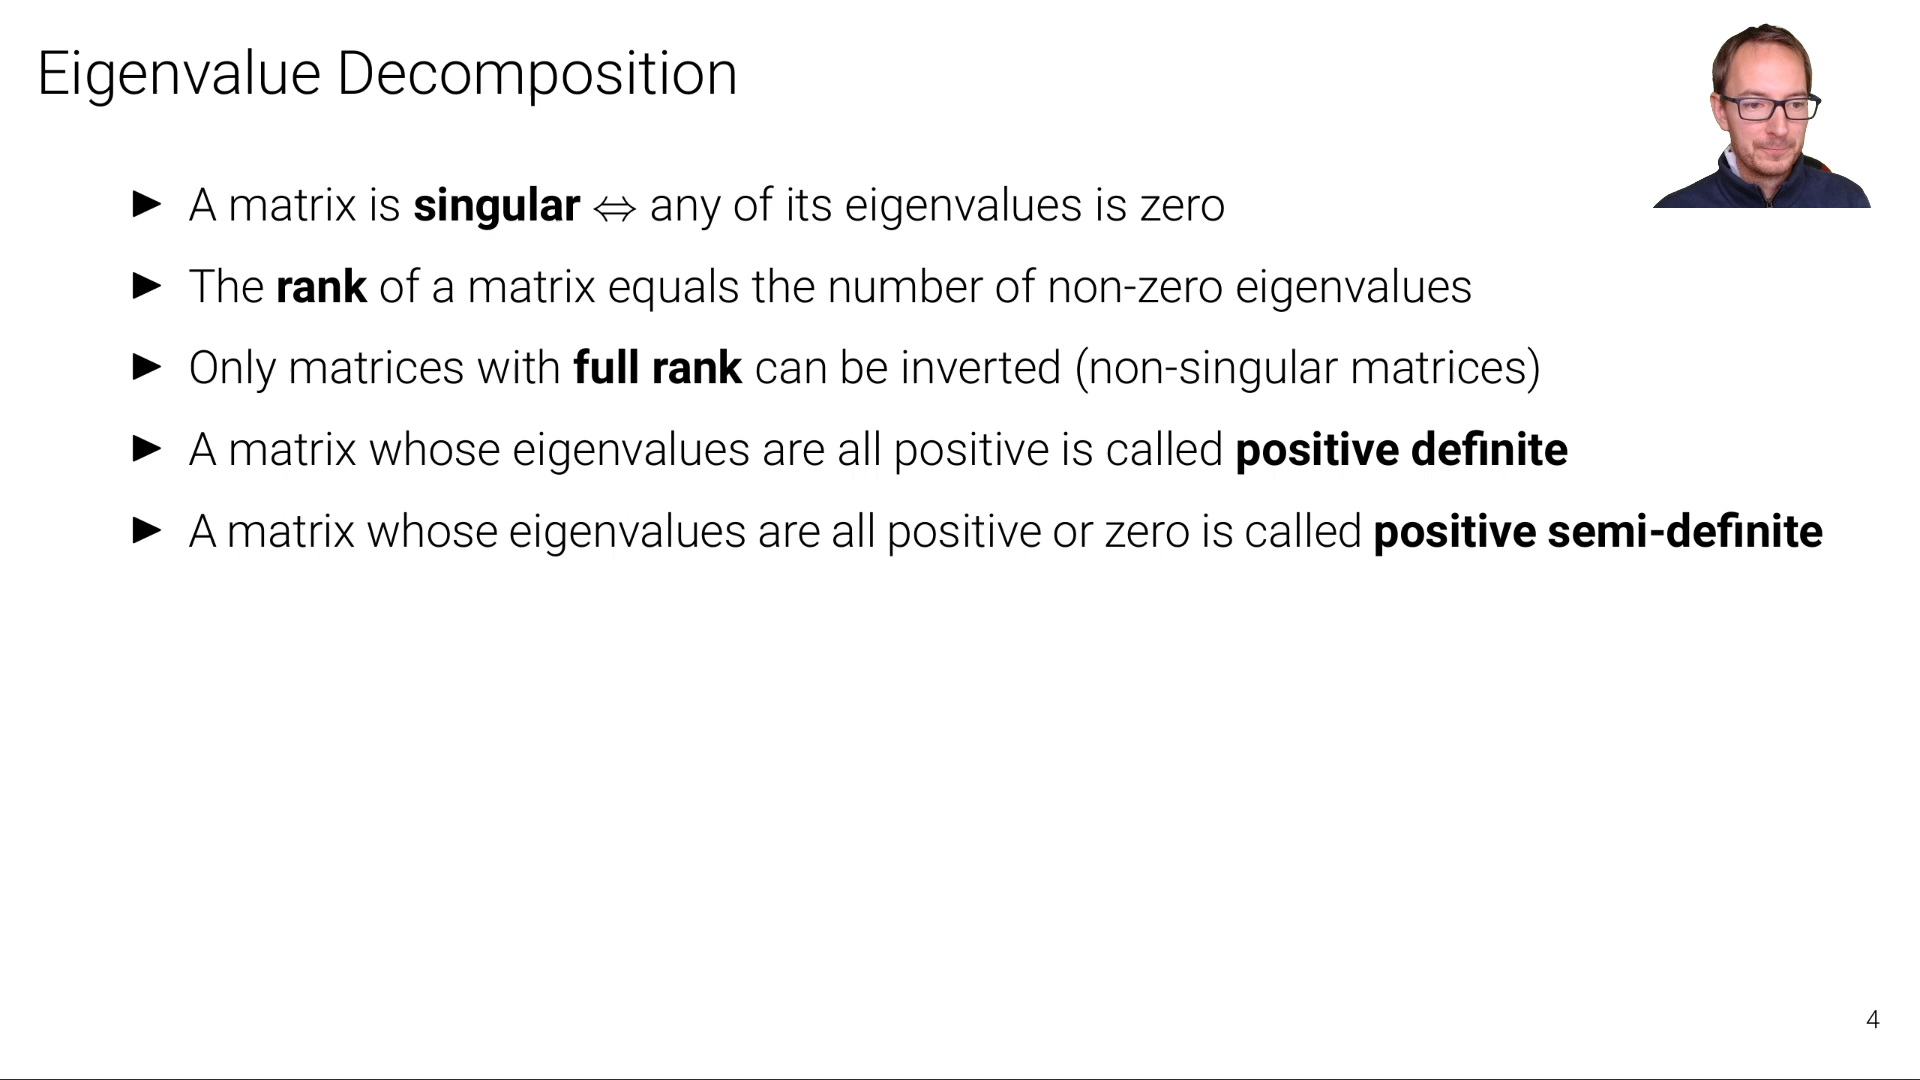 Eigenvalue Decomposition
▶ A matrix is singular ⇔ any of its eigenvalues is zero
▶ The rank of a matrix equals the number of non-zero eigenvalues
▶ Only matrices with full rank can be inverted (non-singular matrices)
▶ A matrix whose eigenvalues are all positive is called positive definite
▶ A matrix whose eigenvalues are all positive or zero is called positive semi-definite
4